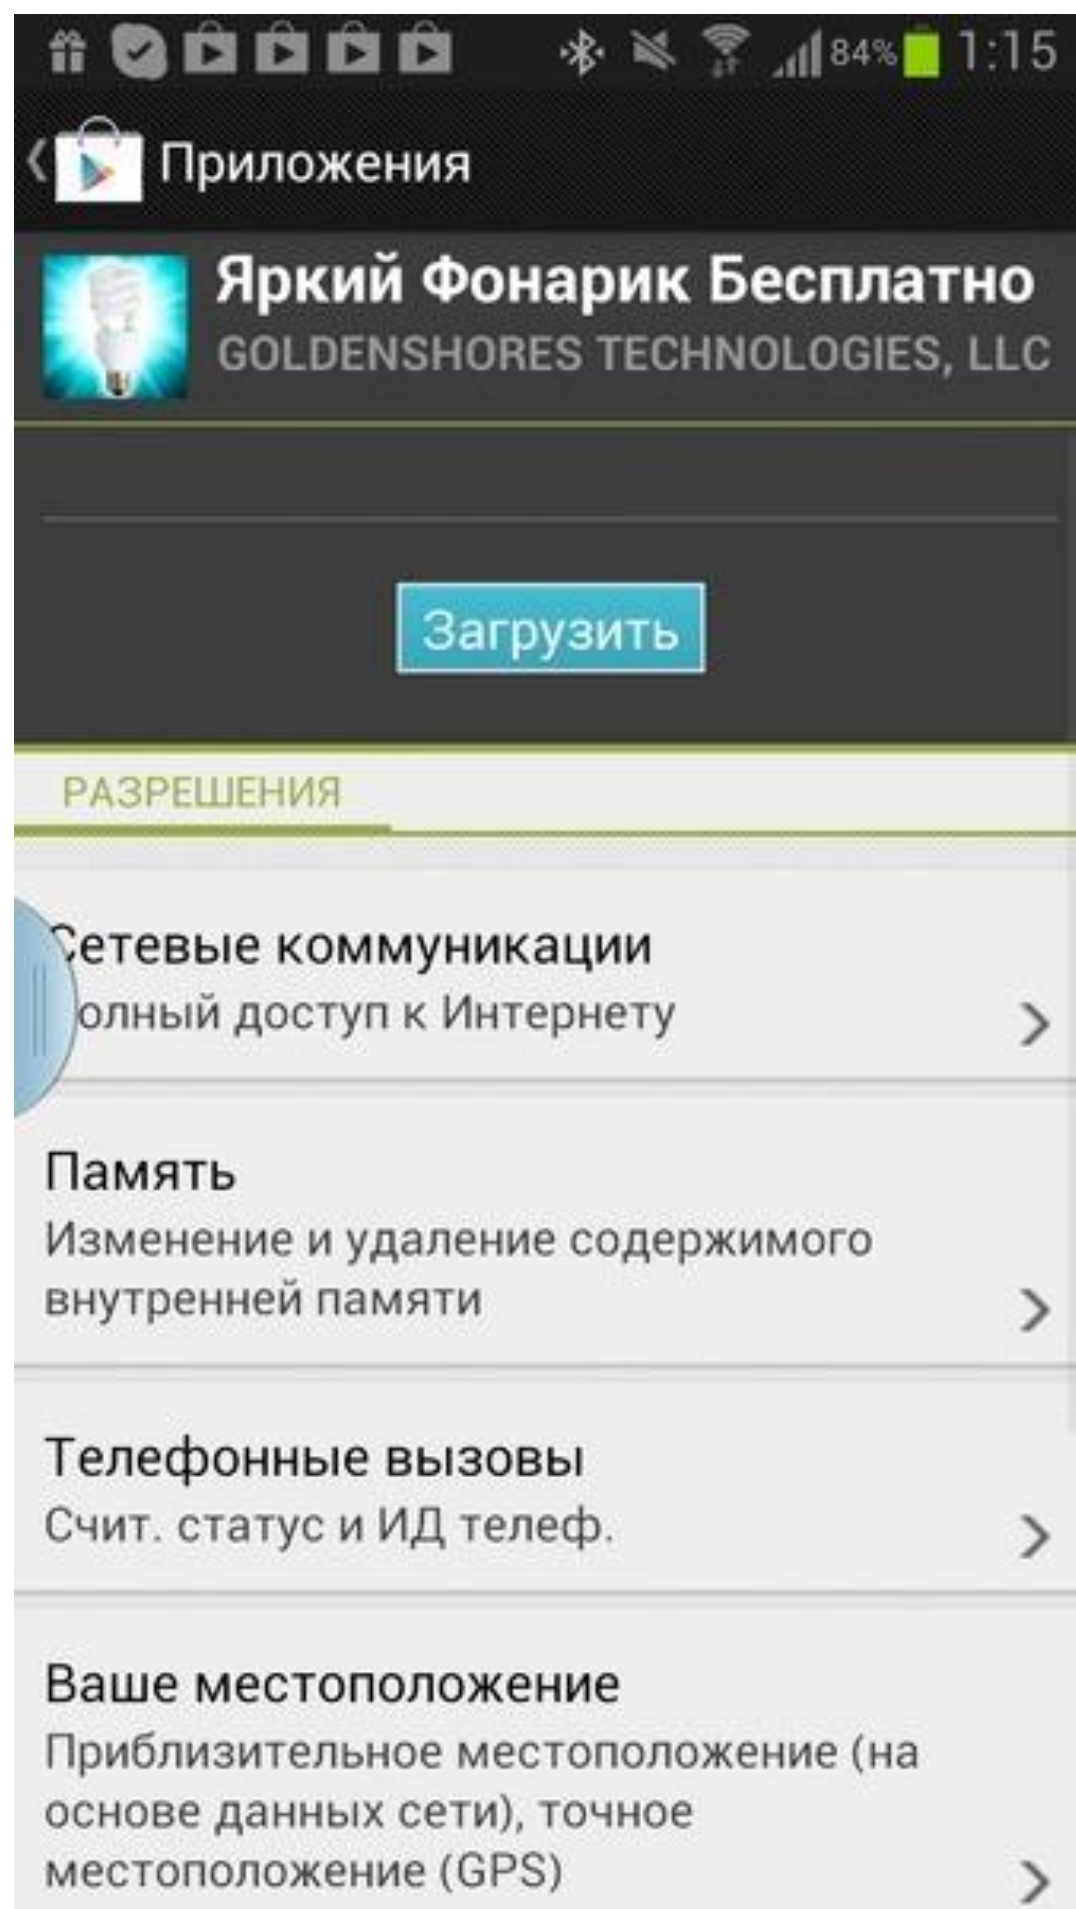 84% 1:15
Приложения
Яркий Фонарик Бесплатно
GOLDENSHORES TECHNOLOGIES, LLC
Загрузить
РАЗРЕШЕНИЯ
Сетевые коммуникации
олный доступ к Интернету
Память
Изменение и удаление содержимого
внутренней памяти
Телефонные вызовы
Счит. статус и ИД телеф.
Ваше местоположение
Приблизительное местоположение (на
основе данных сети), точное
местоположение (GPS)